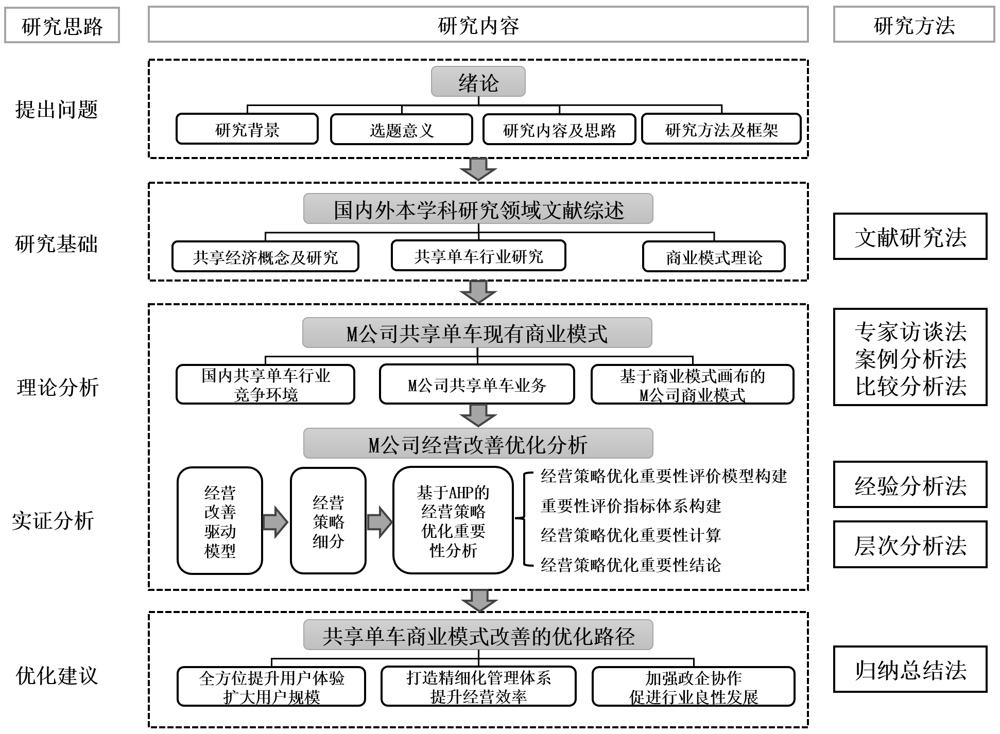 研究思路
研究内容
研究方法
提出问题
绪论
研究背景
选题意义
研究内容及思路
研究方法及框架
研究基础
国内外本学科研究领域文献综述
共享经济概念及研究
共享单车行业研究
商业模式理论
文献研究法
理论分析
M公司共享单车现有商业模式
国内共享单车行业
竞争环境
M公司共享单车业务
基于商业模式画布的
M公司商业模式
专家访谈法
案例分析法
比较分析法
实证分析
M公司经营改善优化分析
经营
改善
驱动
模型
经营
策略
细分
基于AHP的
经营策略
优化重要
性分析
经营策略优化重要性评价模型构建
重要性评价指标体系构建
经营策略优化重要性计算
经营策略优化重要性结论
经验分析法
层次分析法
优化建议
共享单车商业模式改善的优化路径
全方位提升用户体验
扩大用户规模
打造精细化管理体系
提升经营效率
加强政企协作
促进行业良性发展
归纳总结法